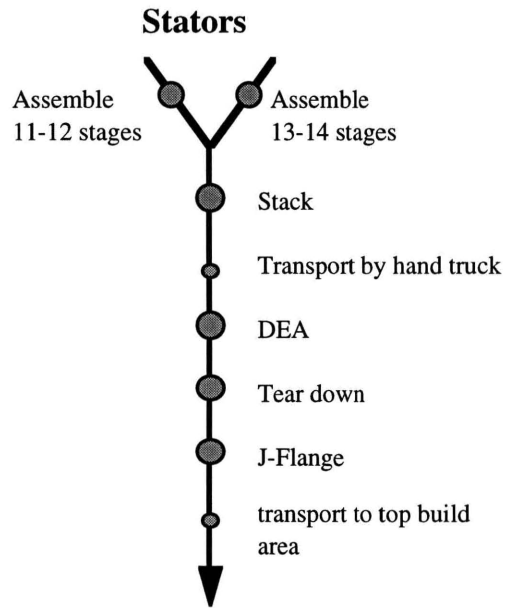 Stators
Assemble
11-12 stages
Assemble
13-14 stages
Stack
Transport by hand truck
DEA
Tear down
J-Flange
transport to top build
area